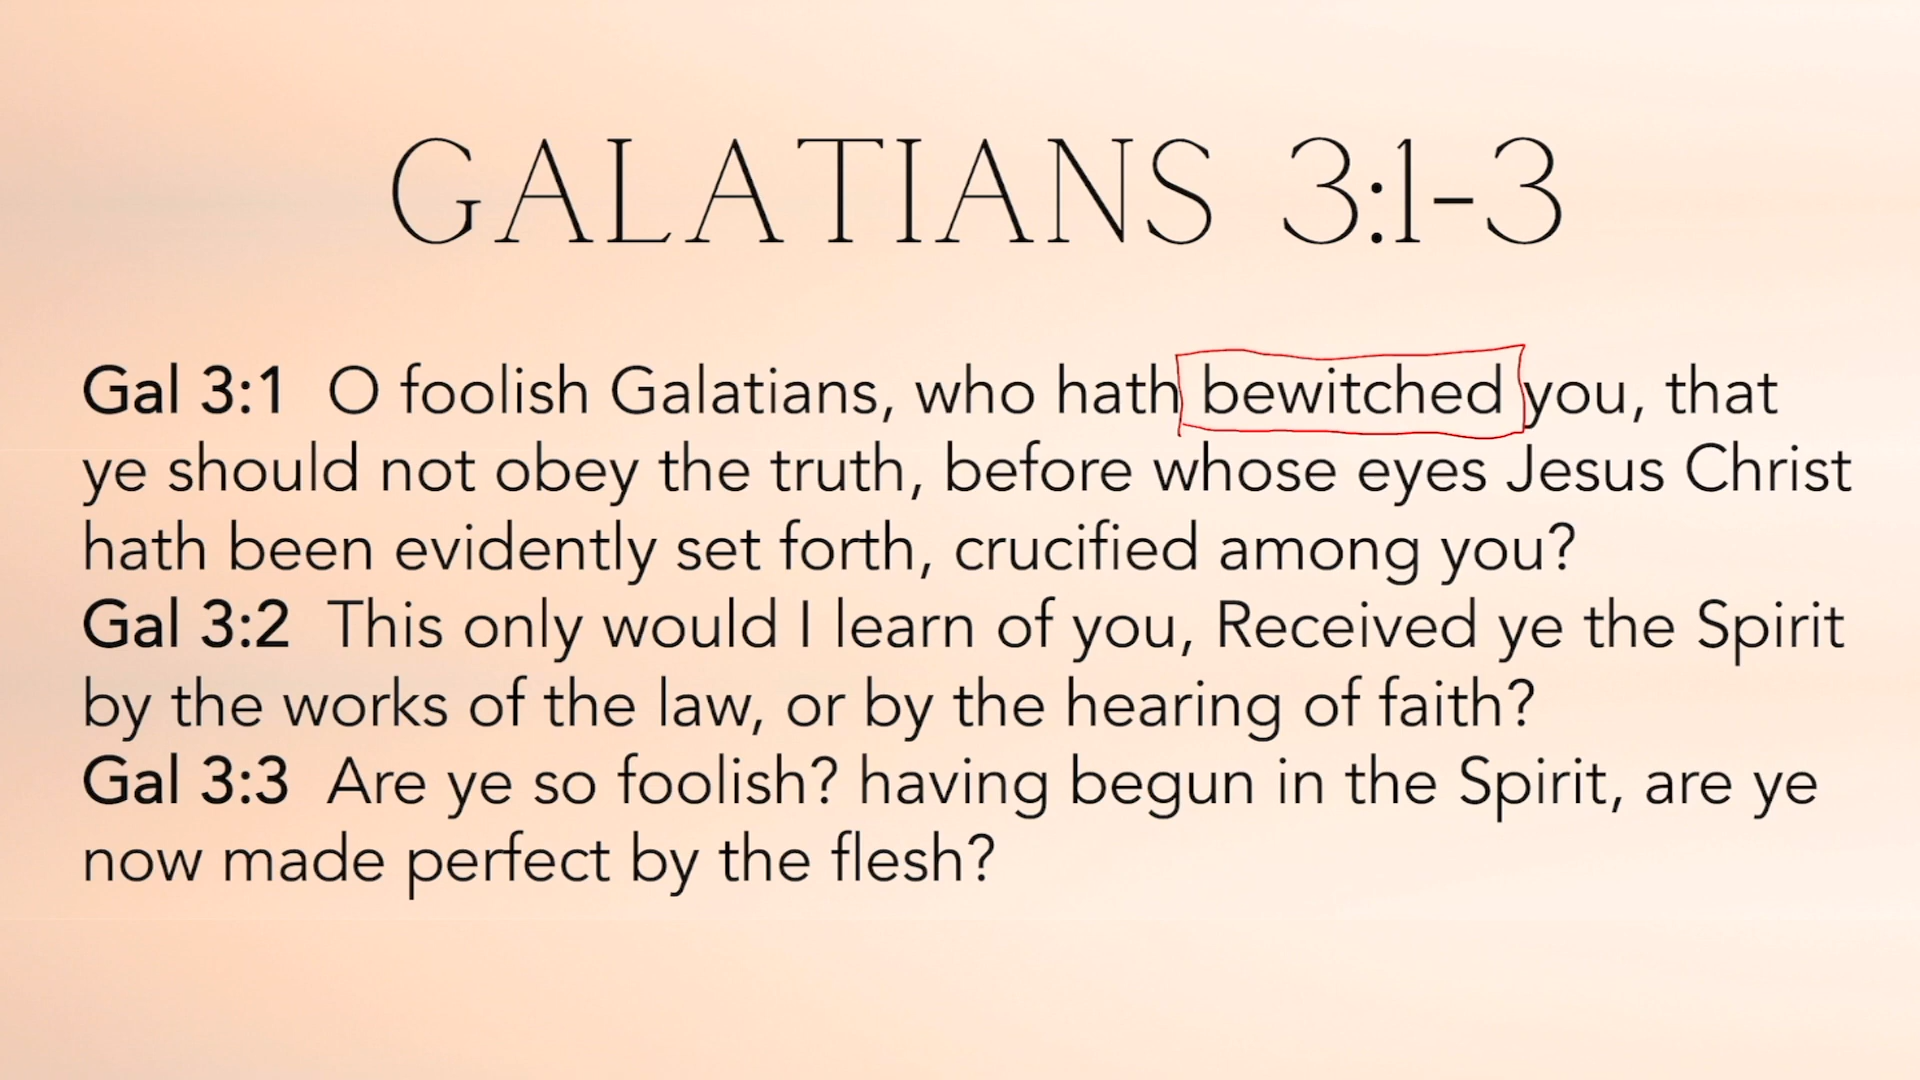 GALATIANS 3:1-3
Gal 3:1 O foolish Galatians, who hath bewitched you, that
ye should not obey the truth, before whose eyes Jesus Christ
hath been evidently set forth, crucified among you?
Gal 3:2 This only would I learn of you, Received ye the Spirit
by the works of the law, or by the hearing of faith?
Gal 3:3 Are ye so foolish? having begun in the Spirit, are ye
now made perfect by the flesh?